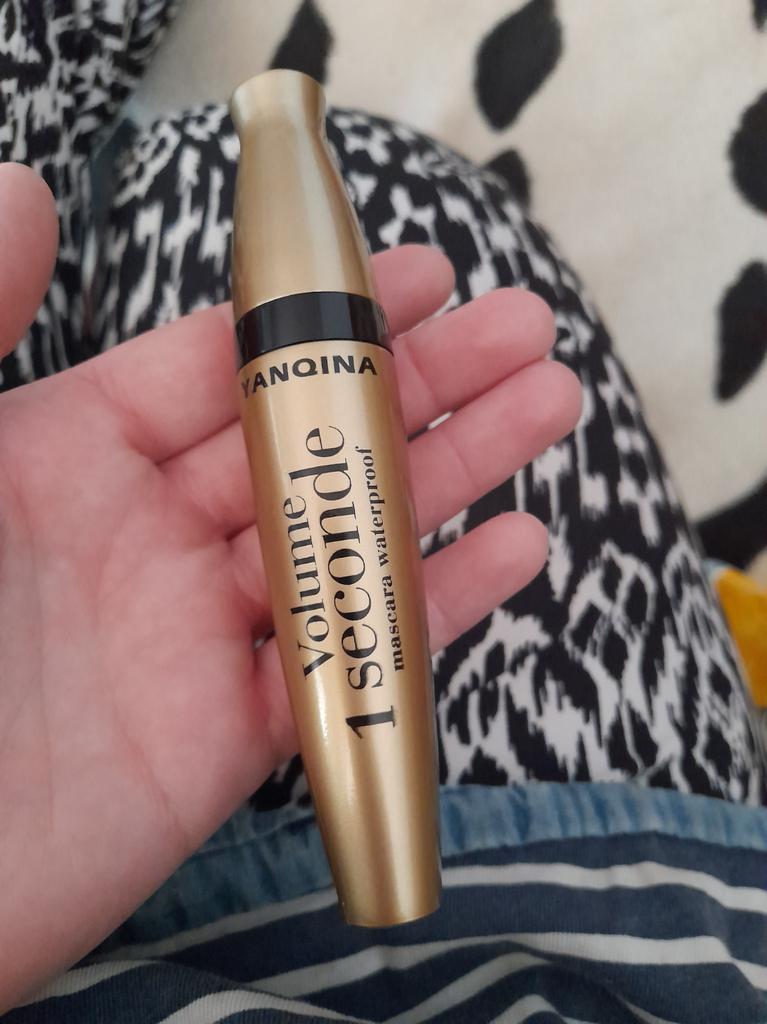 YANQINA
Volume
1 seconde
mascara waterproof